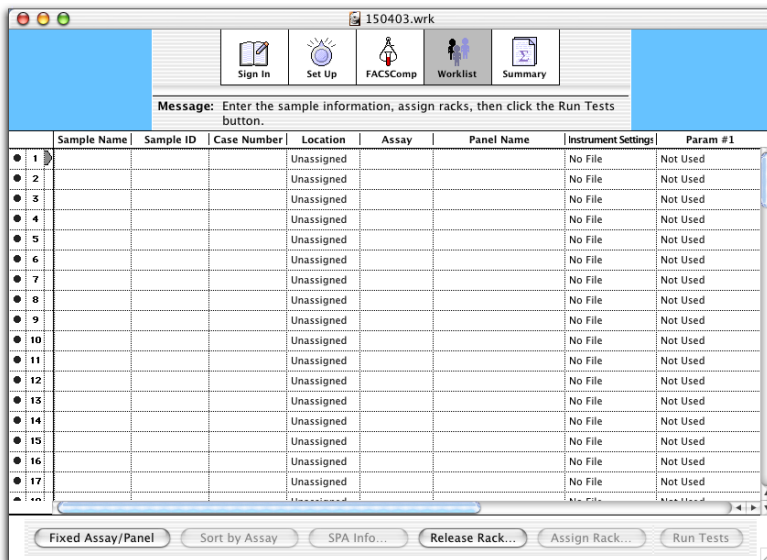 150403.wrk
Sign In Set Up FACSComp Worklist Summary
Message: Enter the sample information, assign racks, then click the Run Tests
button.
Sample Name Sample ID Case Number Location Assay Panel Name Instrument Settings Param #1
1 Unassigned No File Not Used
2 Unassigned No File Not Used
3 Unassigned No File Not Used
4 Unassigned No File Not Used
5 Unassigned No File Not Used
6 Unassigned No File Not Used
7 Unassigned No File Not Used
8 Unassigned No File Not Used
9 Unassigned No File Not Used
10 Unassigned No File Not Used
11 Unassigned No File Not Used
12 Unassigned No File Not Used
13 Unassigned No File Not Used
14 Unassigned No File Not Used
15 Unassigned No File Not Used
16 Unassigned No File Not Used
17 Unassigned No File Not Used
Fixed Assay/Panel Sort by Assay SPA Info... Release Rack... Assign Rack... Run Tests